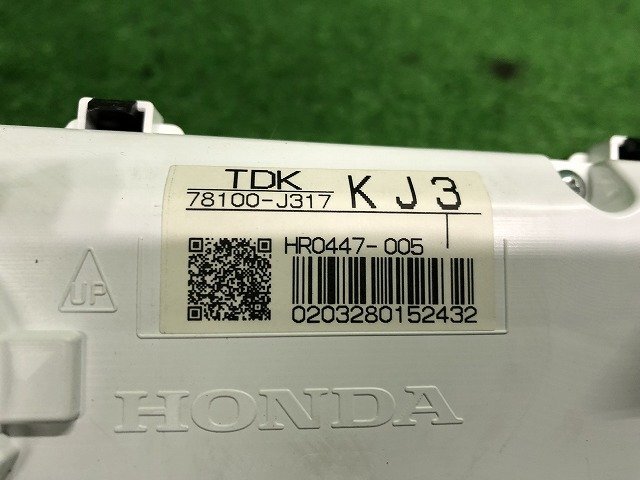 TDK
78100-J317 KJ3
HR0447-005
0203280152432
UP
HONDA